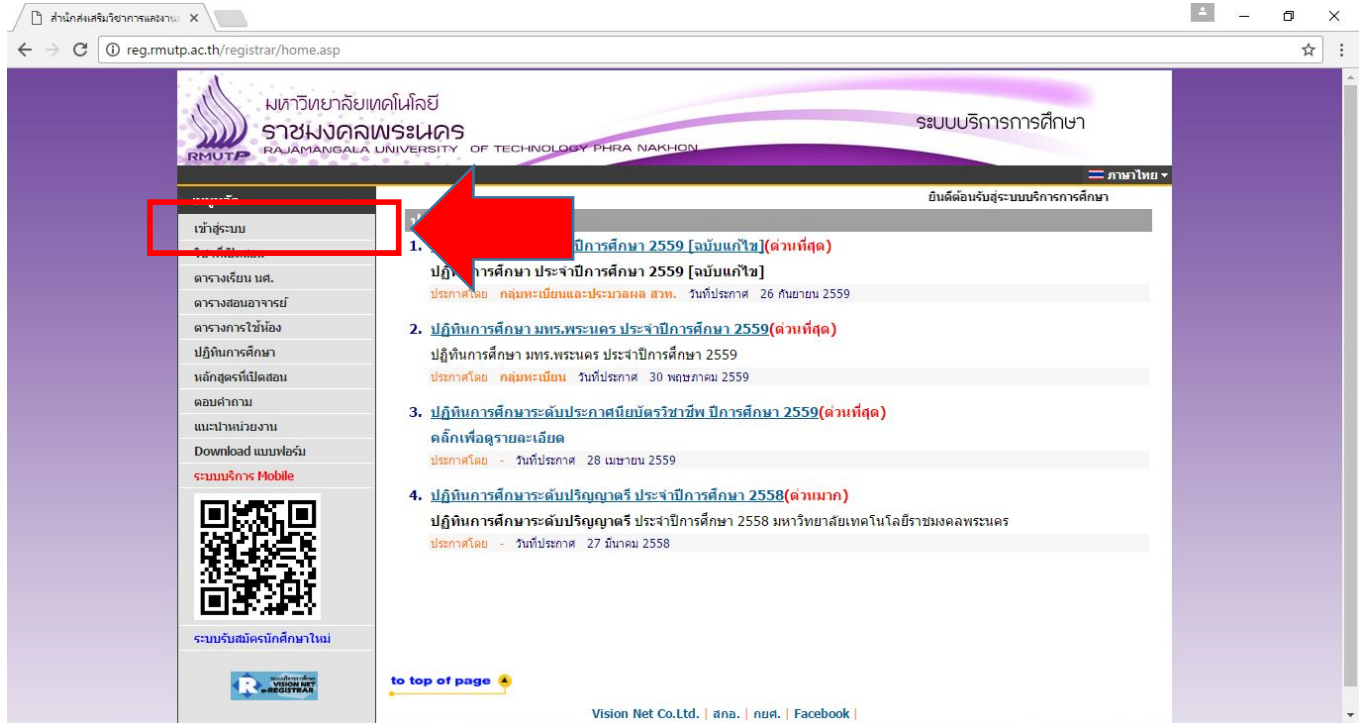 สำนักส่งเสริมวิชาการและงาน
reg.rmutp.ac.th/registrar/home.asp
มหาวิทยาลัยเทคโนโลยี
ราชมงคลพระนคร
RAJAMANGALA UNIVERSITY OF TECHNOLOGY PHRA NAKHON
RMUTP
ระบบบริการการศึกษา
ภาษาไทย
ยินดีต้อนรับสู่ระบบบริการการศึกษา
เข้าสู่ระบบ
ตารางเรียน นศ.
ตารางสอนอาจารย์
ตารางการใช้ห้อง
ปฏิทินการศึกษา
หลักสูตรที่เปิดสอน
ตอบคำถาม
แนะนำหน่วยงาน
Download แบบฟอร์ม
ระบบบริการ Mobile
ระบบรับสมัครนักศึกษาใหม่
VISION NET
e-REGISTRAR
1. ปีการศึกษา 2559 [ฉบับแก้ไข](ด่วนที่สุด)
การศึกษา ประจำปีการศึกษา 2559 [ฉบับแก้ไข]
ประกาศโดย กลุ่มทะเบียนและประมวลผล สวท. วันที่ประกาศ 26 กันยายน 2559
2. ปฏิทินการศึกษา มทร.พระนคร ประจำปีการศึกษา 2559(ด่วนที่สุด)
ปฏิทินการศึกษา มทร.พระนคร ประจำปีการศึกษา 2559
ประกาศโดย กลุ่มทะเบียน วันที่ประกาศ 30 พฤษภาคม 2559
3. ปฏิทินการศึกษาระดับประกาศนียบัตรวิชาชีพ ปีการศึกษา 2559(ด่วนที่สุด)
คลิ๊กเพื่อดูรายละเอียด
ประกาศโดย - วันที่ประกาศ 28 เมษายน 2559
4. ปฏิทินการศึกษาระดับปริญญาตรี ประจำปีการศึกษา 2558(ด่วนมาก)
ปฏิทินการศึกษาระดับปริญญาตรี ประจำปีการศึกษา 2558 มหาวิทยาลัยเทคโนโลยีราชมงคลพระนคร
ประกาศโดย - วันที่ประกาศ 27 มีนาคม 2558
to top of page
Vision Net Co.Ltd. | สกอ. | กยศ. | Facebook |